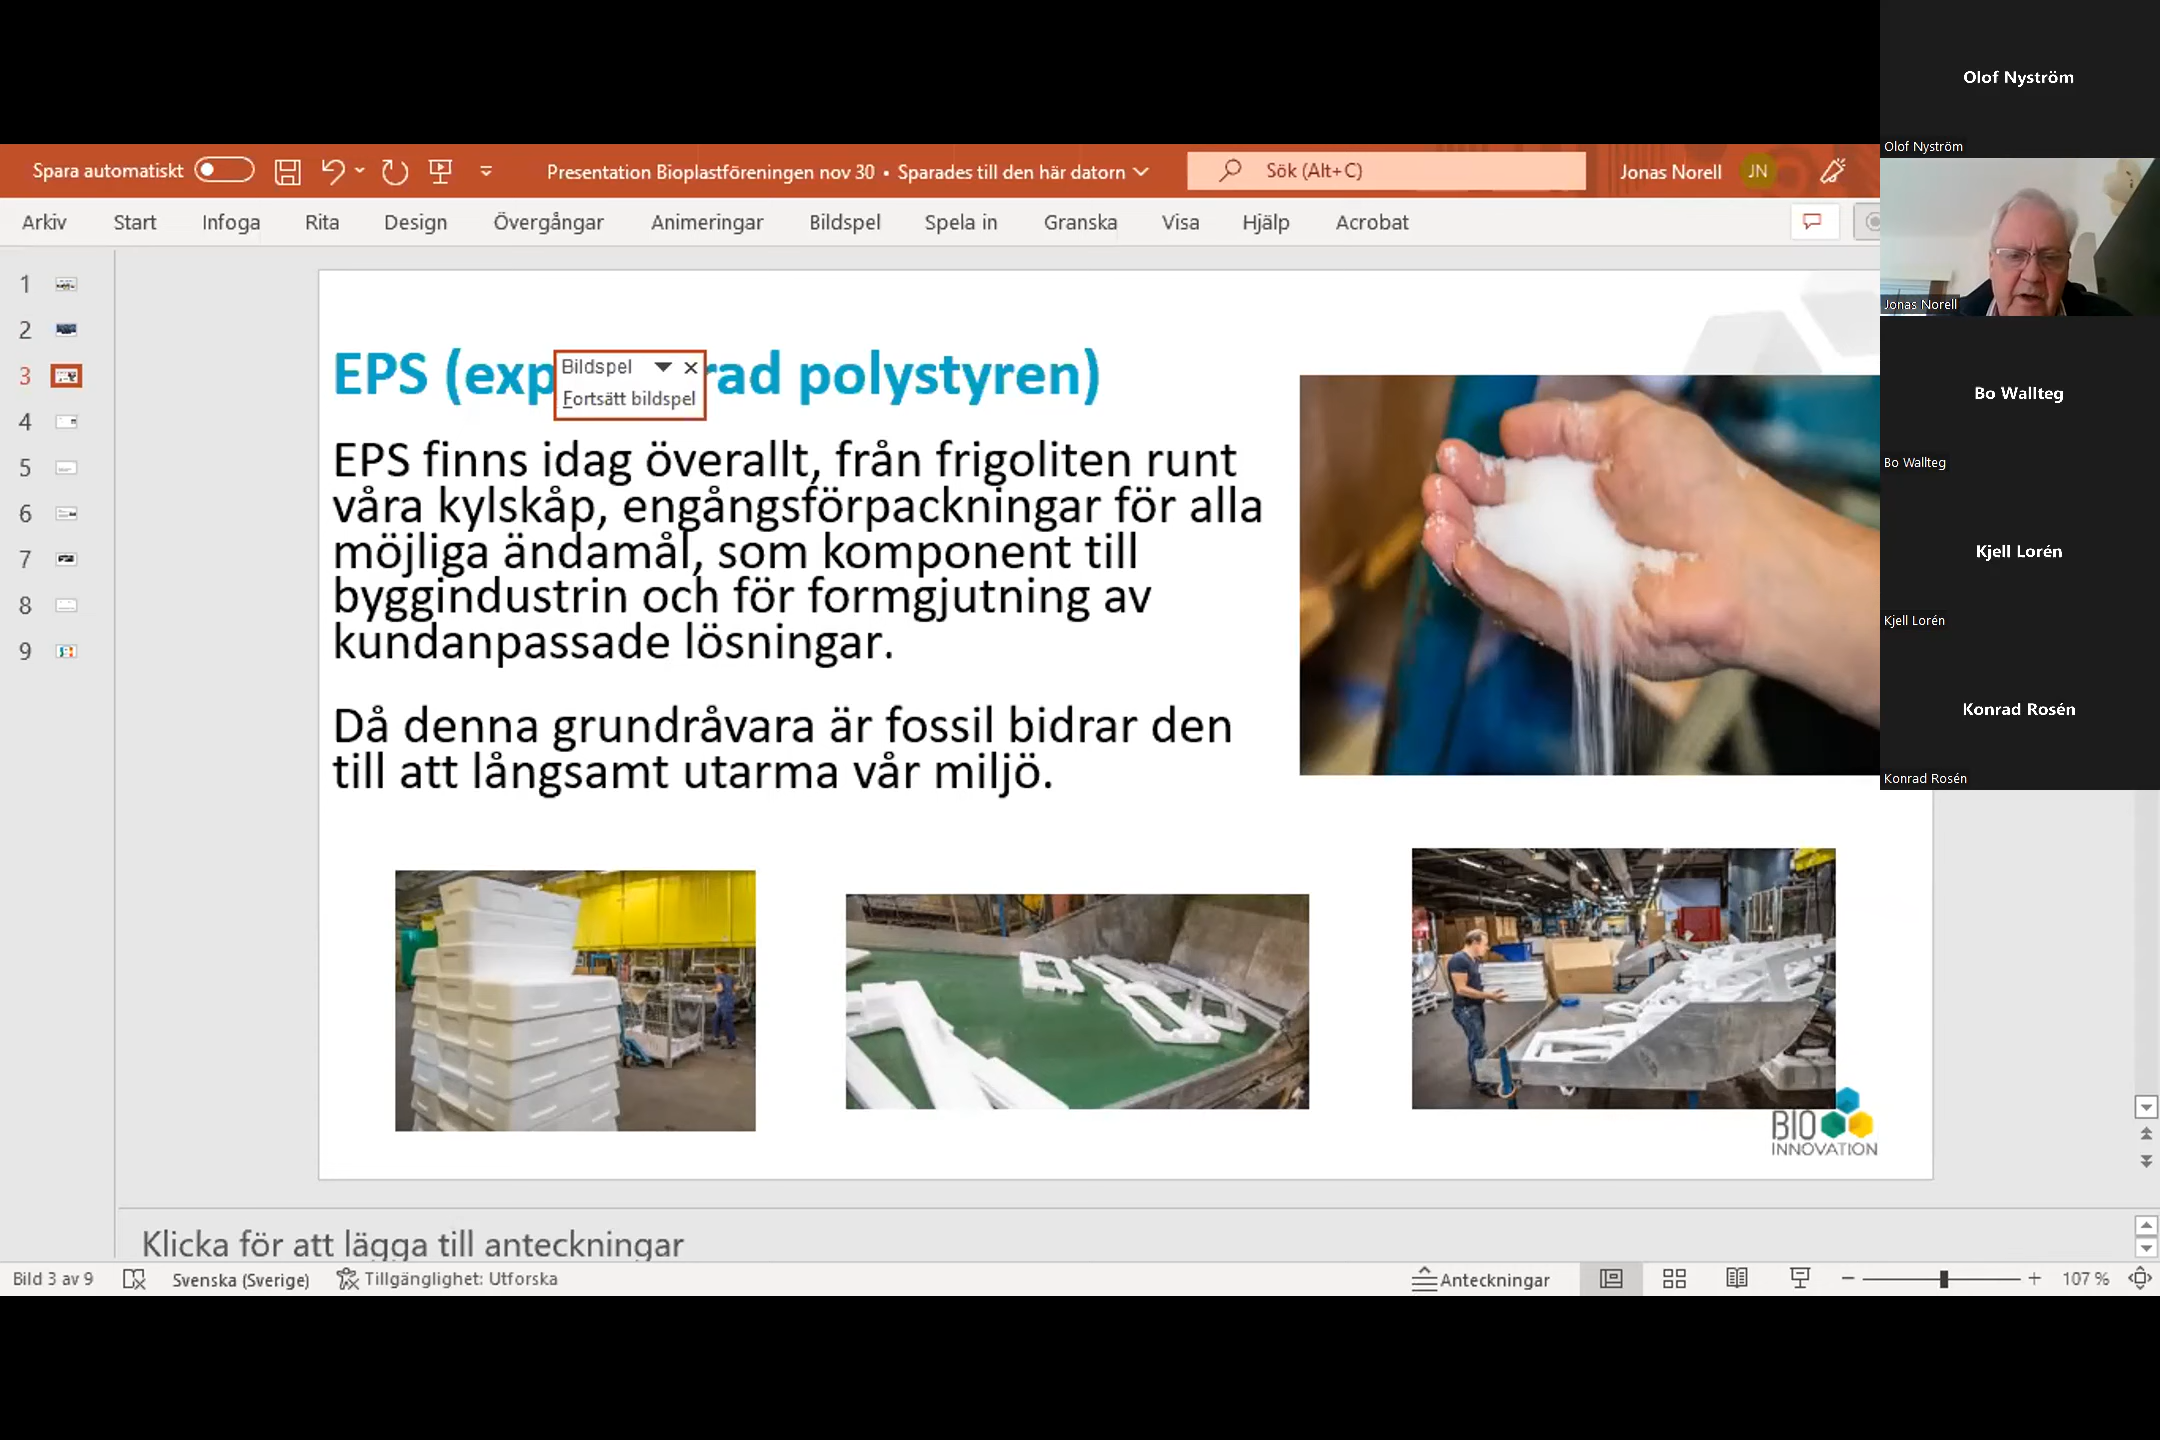 Olof Nyström
Olof Nyström
Spara automatiskt
Presentation Bioplastföreningen nov 30 • Sparades till den här datorn
Sök (Alt+C)
Jonas Norell
JN
Arkiv
Start
Infoga
Rita
Design
Övergångar
Animeringar
Bildspel
Spela in
Granska
Visa
Hjälp
Acrobat
Jonas Norell
1
2
3
4
5
6
7
8
9
EPS (exp
rad polystyren)
Bildspel
Fortsätt bildspel
EPS finns idag överallt, från frigoliten runt
våra kylskåp, engångsförpackningar för alla
möjliga ändamål, som komponent till
byggindustrin och för formgjutning av
kundanpassade lösningar.
Då denna grundråvara är fossil bidrar den
till att långsamt utarma vår miljö.
Bo Wallteg
Bo Wallteg
Kjell Lorén
Kjell Lorén
Konrad Rosén
Konrad Rosén
BIO
INNOVATION
Klicka för att lägga till anteckningar
Bild 3 av 9
Svenska (Sverige)
Tillgänglighet: Utforska
Anteckningar
107 %